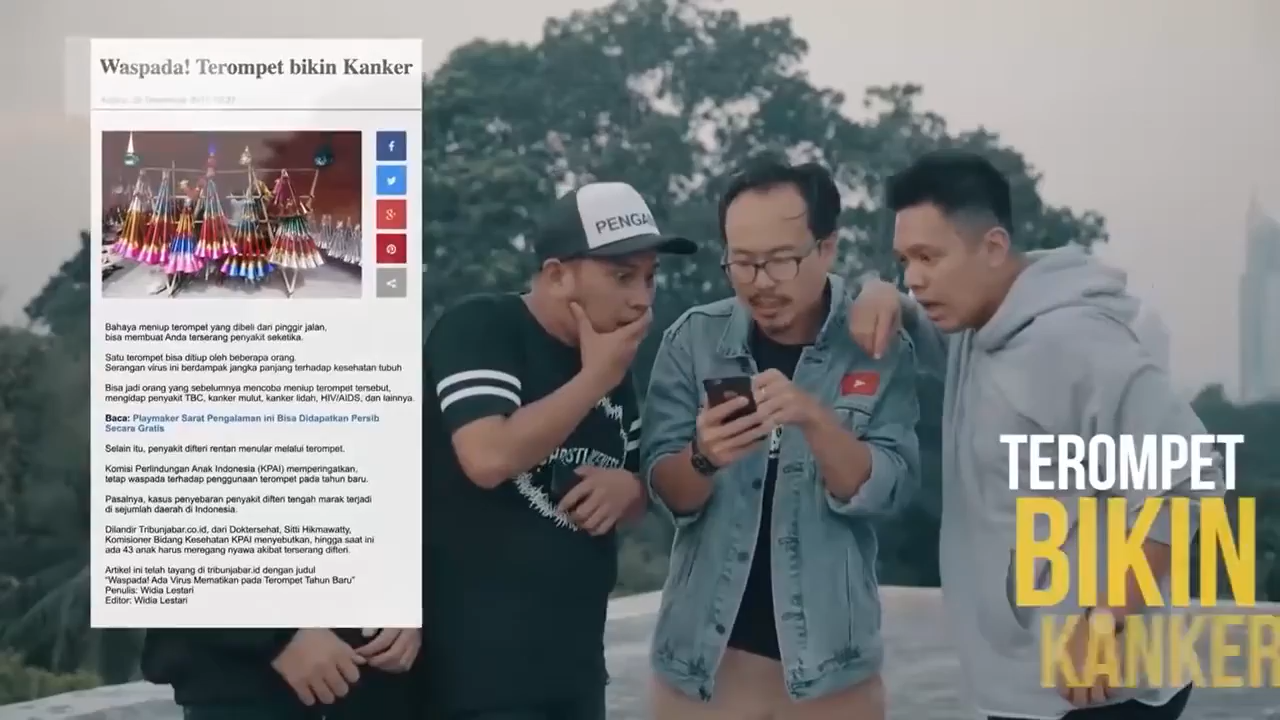 Waspada! Terompet bikin Kanker
Bahaya meniup terompet yang dibeli dari pinggir jalan,
bisa membuat Anda terserang penyakit seketika.
Satu terompet bisa ditiup oleh beberapa orang.
Serangan virus ini berdampak jangka panjang terhadap kesehatan tubuh
Bisa jadi orang yang sebelumnya mencoba meniup terompet tersebut,
mengidap penyakit TBC, kanker mulut, kanker lidah, HIV/AIDS, dan lainnya.
Baca: Playmaker Sarat Pengalaman ini Bisa Didapatkan Persib
Secara Gratis
Selain itu, penyakit difteri rentan menular melalui terompet.
Komisi Perlindungan Anak Indonesia (KPAI) memperingatkan,
tetap waspada terhadap penggunaan terompet pada tahun baru.
Pasalnya, kasus penyebaran penyakit difteri tengah marak terjadi
di sejumlah daerah di Indonesia.
Dilandir Tribunjabar.co.id, dari Doktersehat, Sitti Hikmawatty,
Komisioner Bidang Kesehatan KPAI menyebutkan, hingga saat ini
ada 43 anak harus meregang nyawa akibat terserang difteri.
Artikel ini telah tayang di tribunjabar.id dengan judul
"Waspada! Ada Virus Mematikan pada Terompet Tahun Baru"
Penulis: Widia Lestari
Editor: Widia Lestari
PENGA
TEROMPET
BIKIN
KANKER